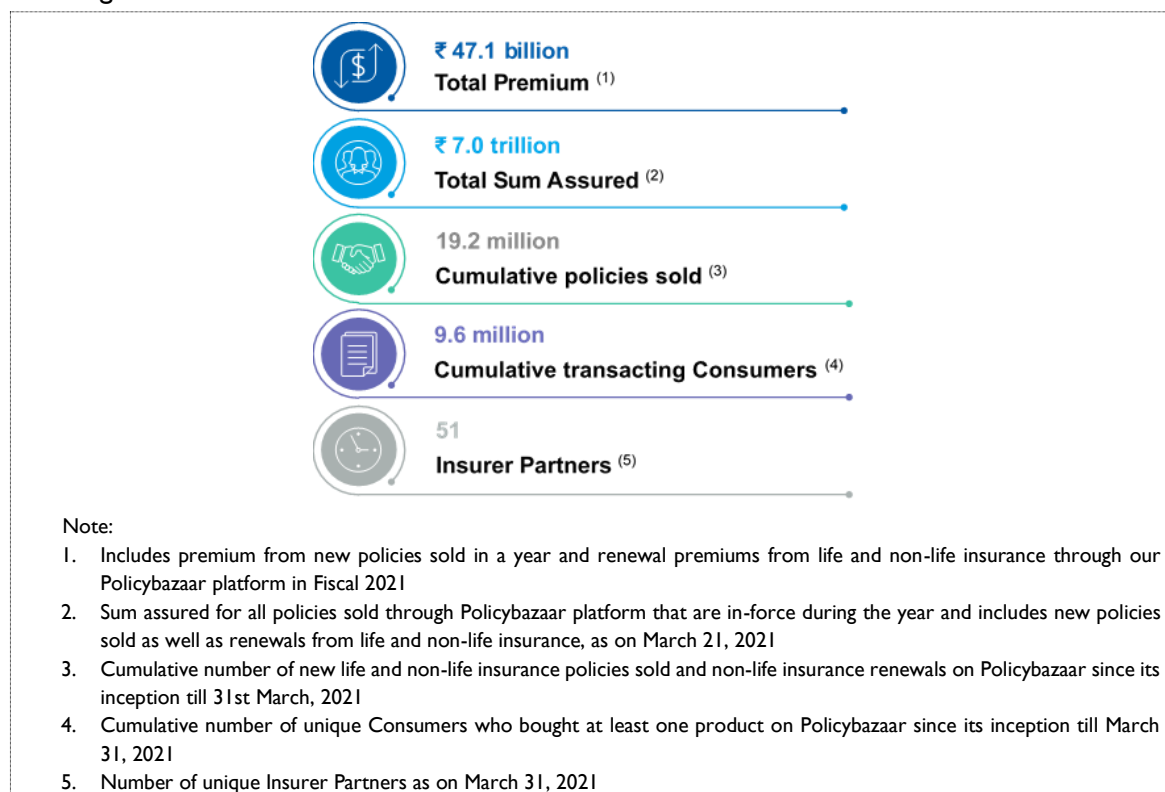 ₹ 47.1 billion
Total Premium (1)
₹ 7.0 trillion
Total Sum Assured (2)
19.2 million
Cumulative policies sold (3)
9.6 million
Cumulative transacting Consumers (4)
51
Insurer Partners (5)
Note:
1. Includes premium from new policies sold in a year and renewal premiums from life and non-life insurance through our
Policybazaar platform in Fiscal 2021
2. Sum assured for all policies sold through Policybazaar platform that are in-force during the year and includes new policies
sold as well as renewals from life and non-life insurance, as on March 21, 2021
3. Cumulative number of new life and non-life insurance policies sold and non-life insurance renewals on Policybazaar since its
inception till 31st March, 2021
4. Cumulative number of unique Consumers who bought at least one product on Policybazaar since its inception till March
31, 2021
5. Number of unique Insurer Partners as on March 31, 2021